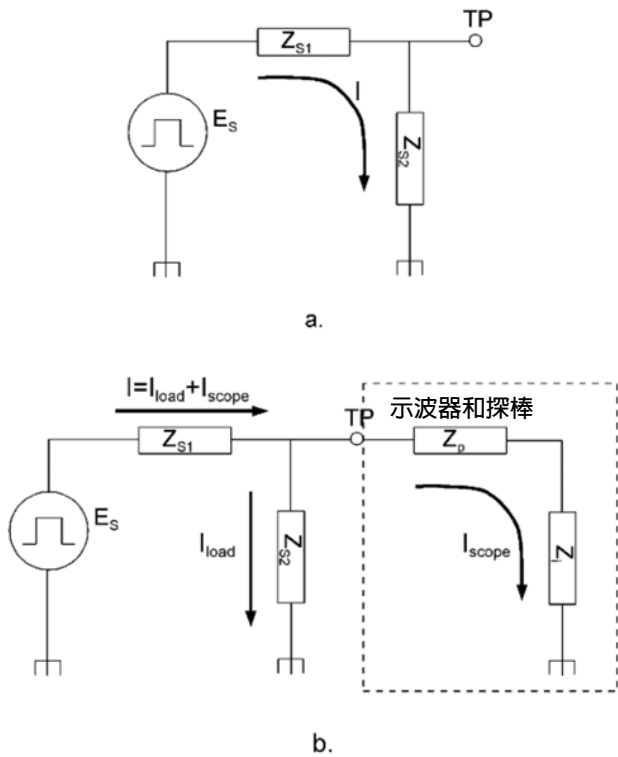 TP
Z_S1
I
E_S
Z_S2
a.
I=I_load+I_scope
示波器和探棒
TP
Z_S1
Z_p
E_S
I_load
Z_S2
I_scope
Z_i
b.